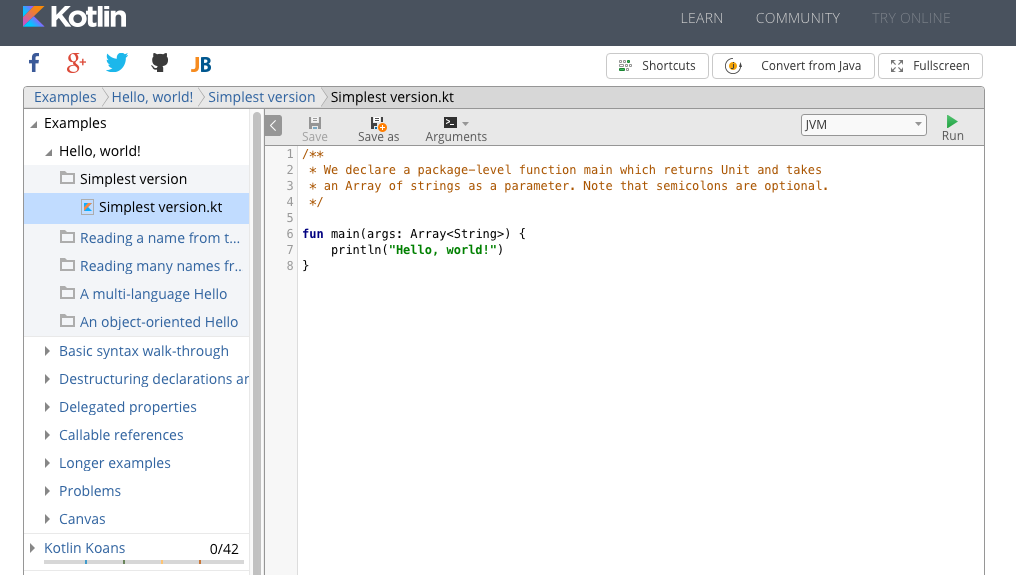 Kotlin
LEARN COMMUNITY TRY ONLINE
Shortcuts Convert from Java Fullscreen
Examples Hello, world! Simplest version Simplest version.kt
Examples
Hello, world!
Simplest version
Simplest version.kt
Reading a name from t...
Reading many names fr..
A multi-language Hello
An object-oriented Hello
Basic syntax walk-through
Destructuring declarations ar
Delegated properties
Callable references
Longer examples
Problems
Canvas
Kotlin Koans 0/42
Save Save as Arguments JVM Run
1 /**
2  * We declare a package-level function main which returns Unit and takes
3  * an Array of strings as a parameter. Note that semicolons are optional.
4  */
5
6 fun main(args: Array<String>) {
7     println("Hello, world!")
8 }